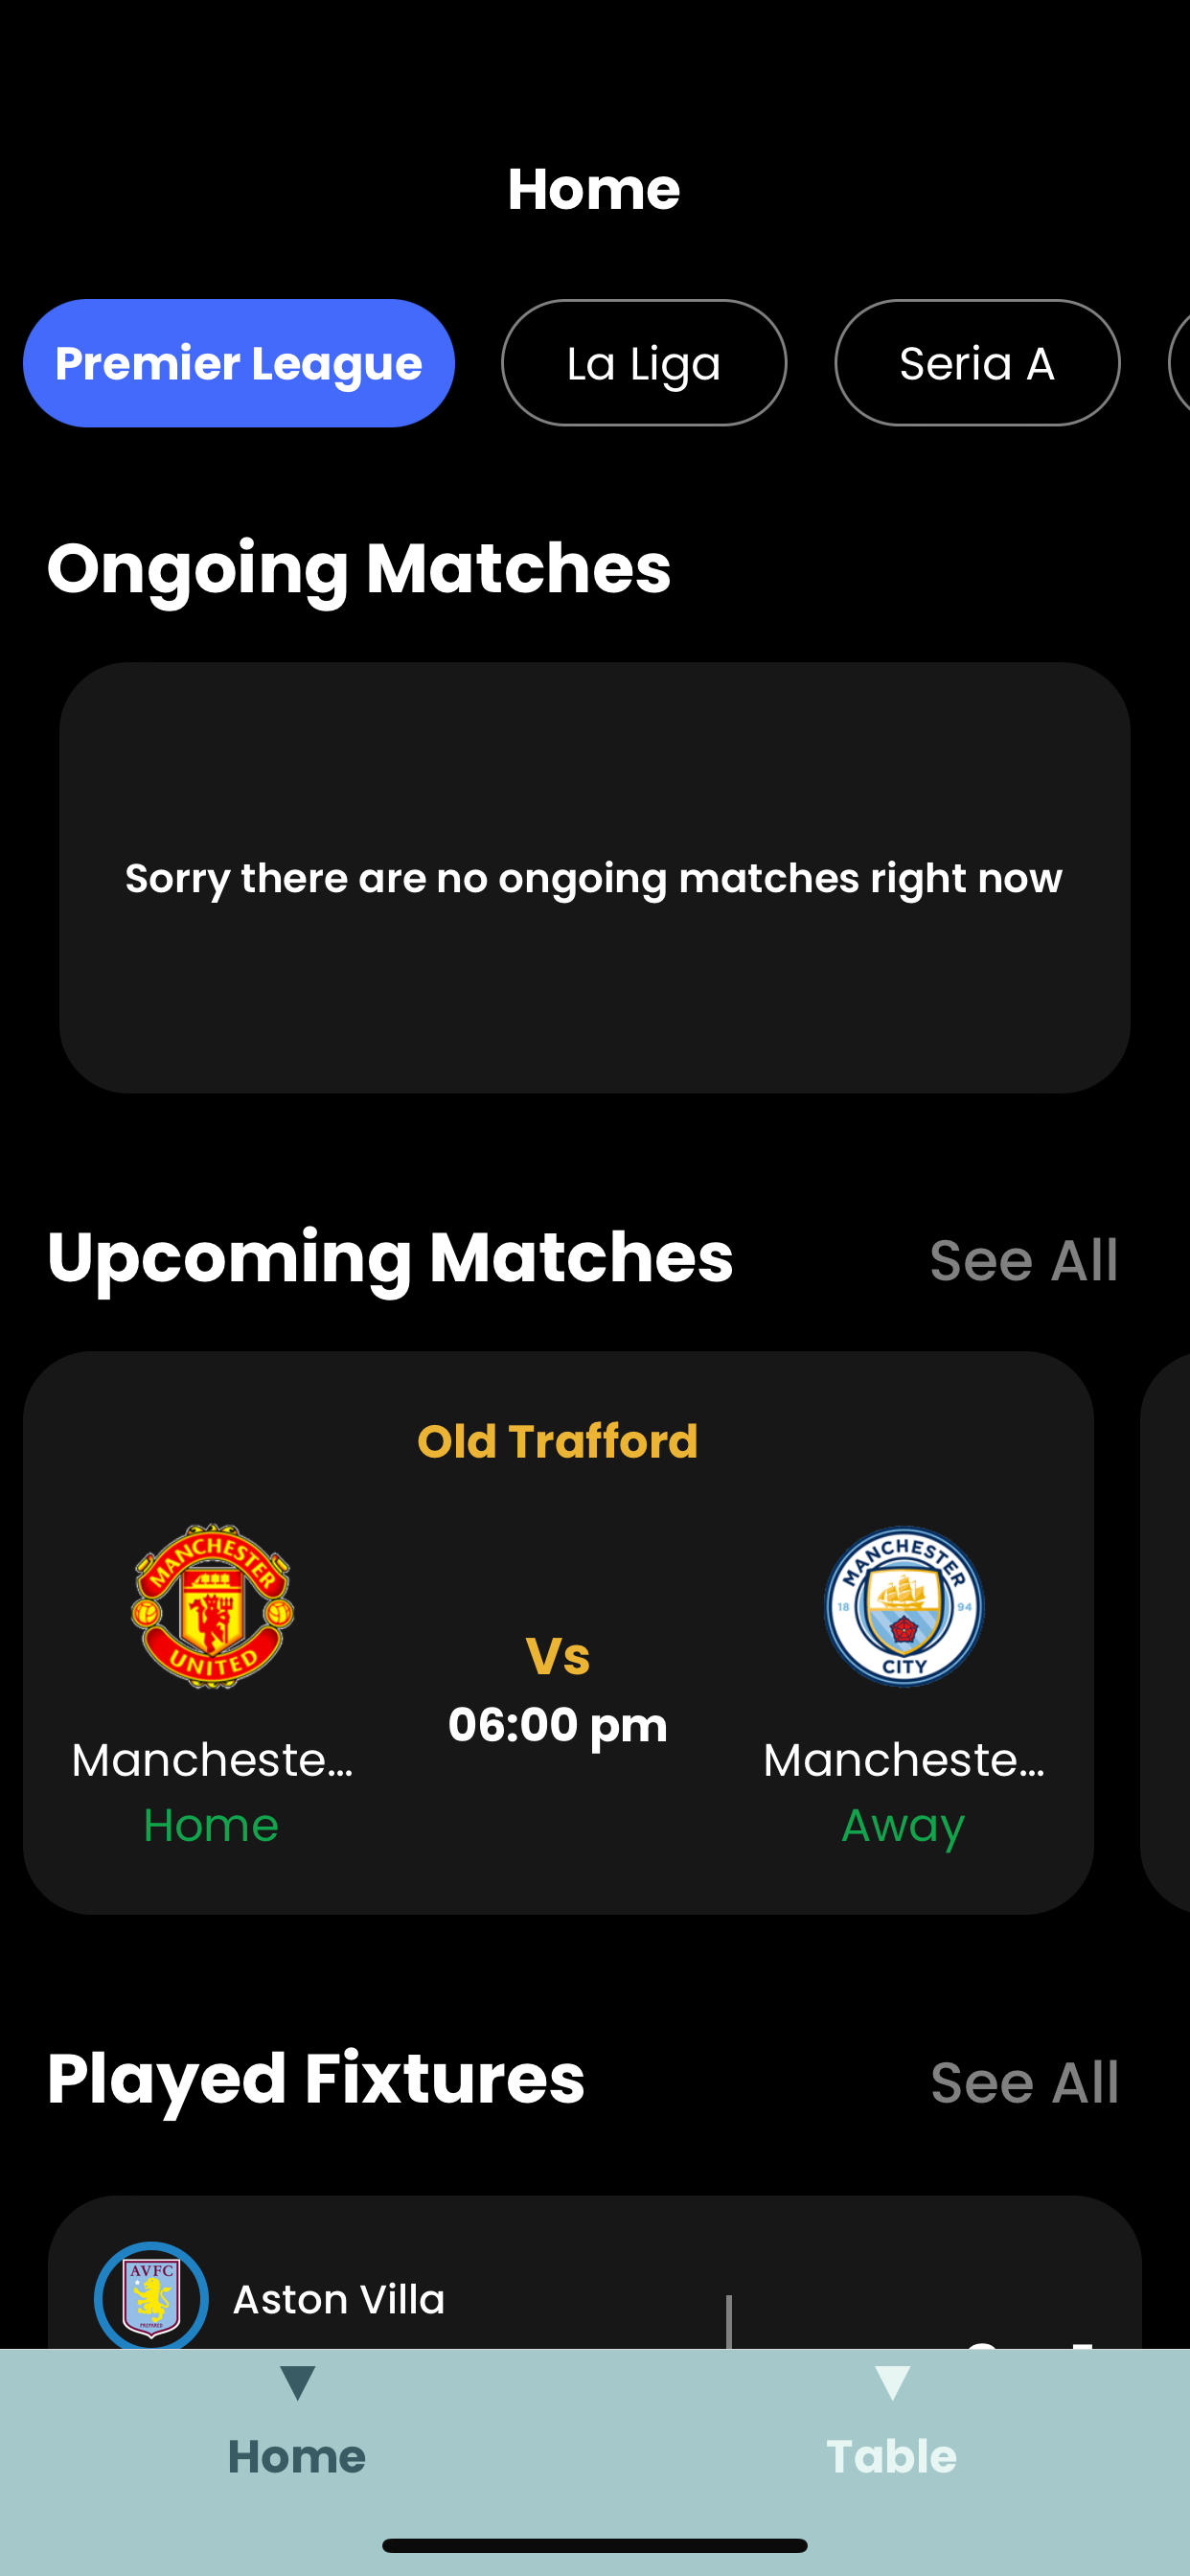 Home
Premier League
La Liga
Seria A
Ongoing Matches
Sorry there are no ongoing matches right now
Upcoming Matches
See All
Old Trafford
MANCHESTER
UNITED
MANCHESTER
18 94
CITY
Vs
06:00 pm
Mancheste...
Mancheste...
Home
Away
Played Fixtures
See All
AVFC
PREPARED
Aston Villa
Home
Table